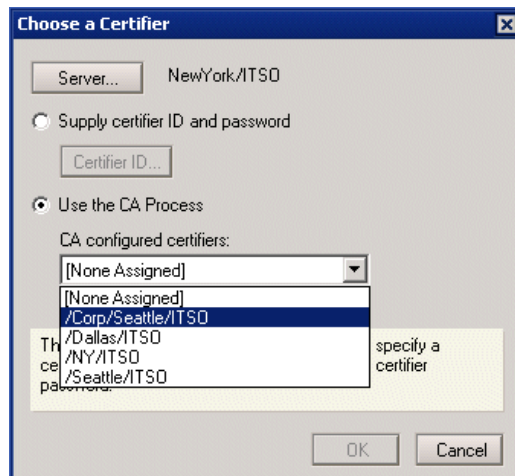 Choose a Certifier
Server... NewYork/ITSO
Supply certifier ID and password
Certifier ID...
Use the CA Process
CA configured certifiers:
[None Assigned]
[None Assigned]
/Corp/Seattle/ITSO
/Dallas/ITSO
/NY/ITSO
/Seattle/ITSO
Th specify a
ce certifier
pa
OK Cancel